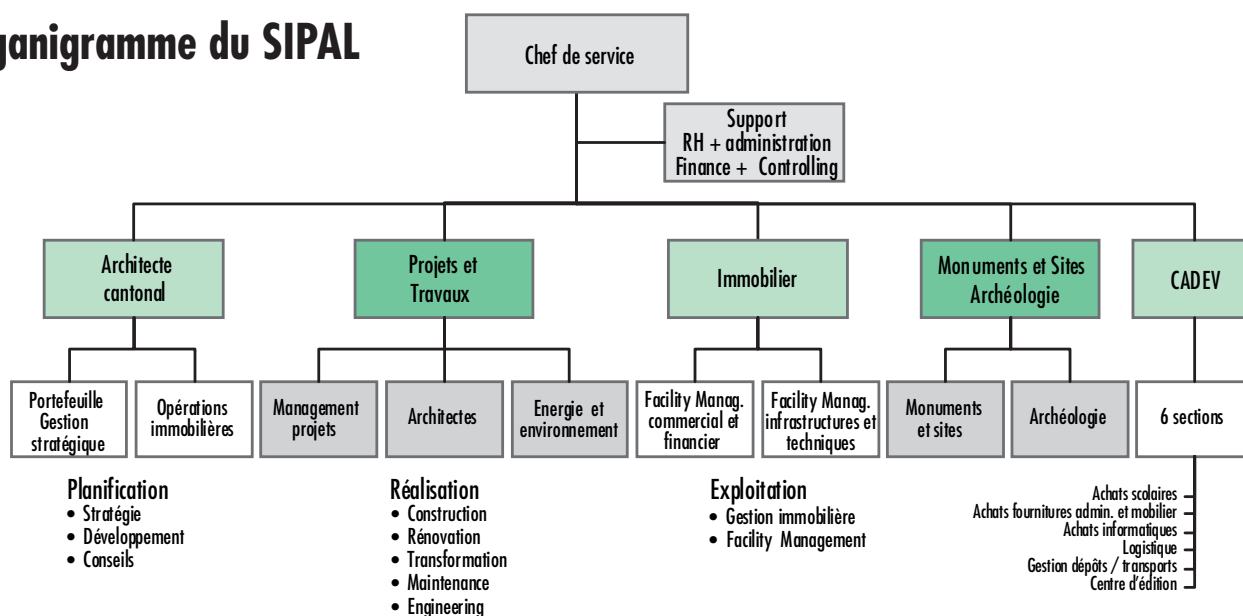 ganigramme du SIPAL
Chef de service
Support
RH + administration
Finance + Controlling
Architecte
cantonal
Projets et
Travaux
Immobilier
Monuments et Sites
Archéologie
CADEV
Portefeuille
Gestion
stratégique
Opérations
immobilières
Management
projets
Architectes
Energie et
environnement
Facility Manag.
commercial et
financier
Facility Manag.
infrastructures et
techniques
Monuments
et sites
Archéologie
6 sections
Planification
• Stratégie
• Développement
• Conseils
Réalisation
• Construction
• Rénovation
• Transformation
• Maintenance
• Engineering
Exploitation
• Gestion immobilière
• Facility Management
Achats scolaires
Achats fournitures admin. et mobilier
Achats informatiques
Logistique
Gestion dépôts / transports
Centre d'édition